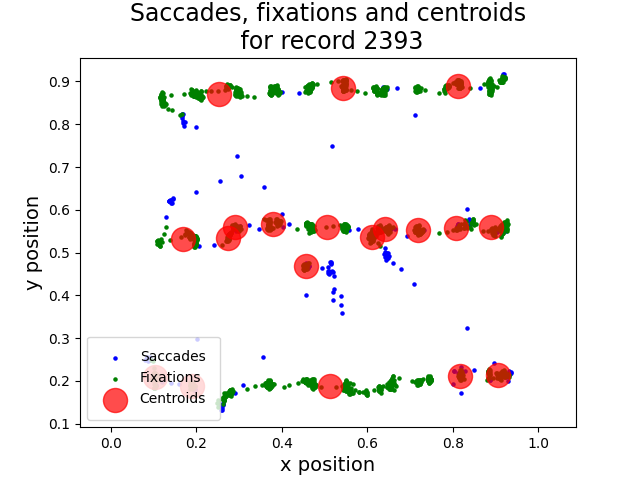 Saccades, fixations and centroids
for record 2393
y position
0.9
0.8
0.7
0.6
0.5
0.4
0.3
0.2
0.1
Saccades
Fixations
Centroids
0.0 0.2 0.4 0.6 0.8 1.0
x position